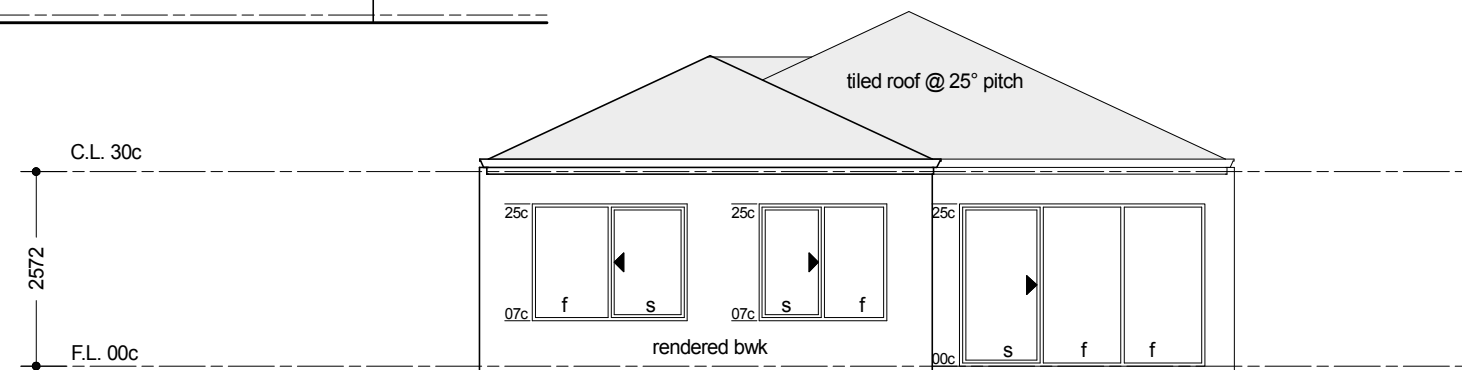 tiled roof @ 25° pitch
C.L. 30c
2572
25c
25c
25c
f
s
s
f
07c
07c
rendered bwk
s
f
f
00c
F.L. 00c